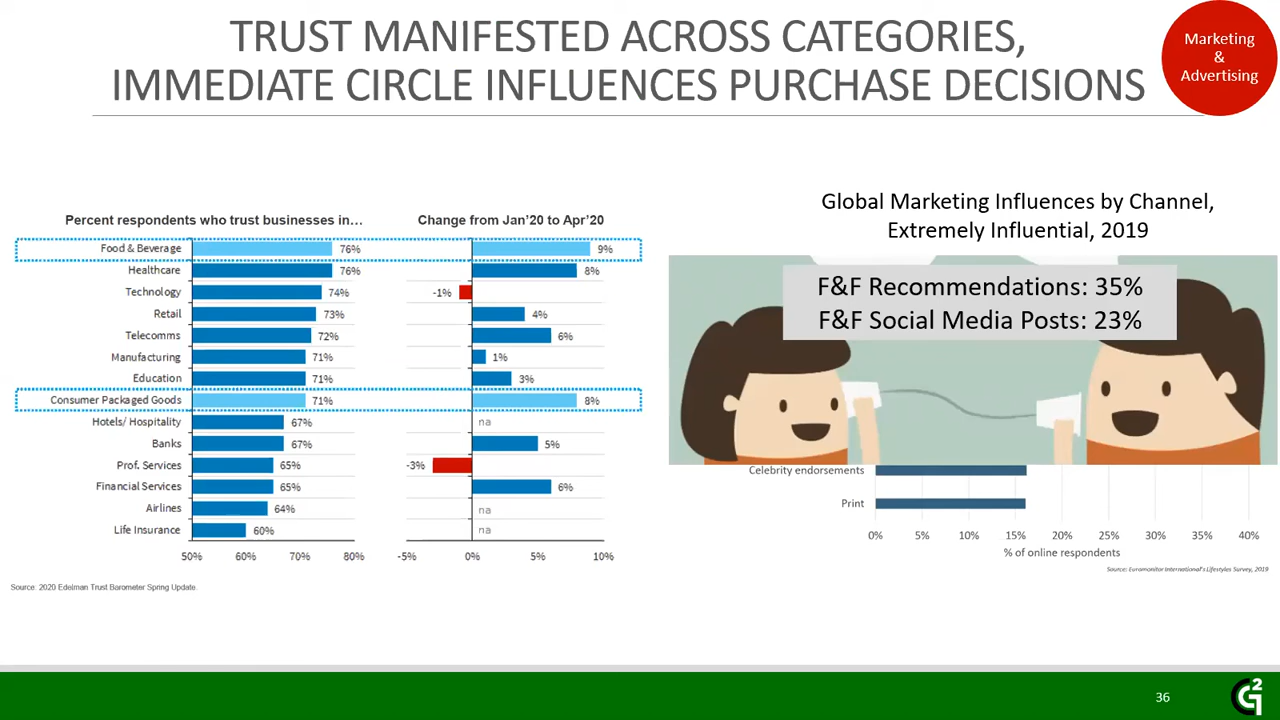 TRUST MANIFESTED ACROSS CATEGORIES,
IMMEDIATE CIRCLE INFLUENCES PURCHASE DECISIONS
Marketing
&
Advertising
Percent respondents who trust businesses in…
Change from Jan'20 to Apr'20
Food & Beverage 76% 9%
Healthcare 76% 8%
Technology 74% -1%
Retail 73% 4%
Telecomms 72% 6%
Manufacturing 71% 1%
Education 71% 3%
Consumer Packaged Goods 71% 8%
Hotels/ Hospitality 67% na
Banks 67% 5%
Prof. Services 65% -3%
Financial Services 65% 6%
Airlines 64% na
Life Insurance 60% na
50% 60% 70% 80% -5% 0% 5% 10%
Source: 2020 Edelman Trust Barometer Spring Update.
Global Marketing Influences by Channel,
Extremely Influential, 2019
F&F Recommendations: 35%
F&F Social Media Posts: 23%
Celebrity endorsements
Print
0% 5% 10% 15% 20% 25% 30% 35% 40%
% of online respondents
Source: Euromonitor International's Lifestyles Survey, 2019
36
G2